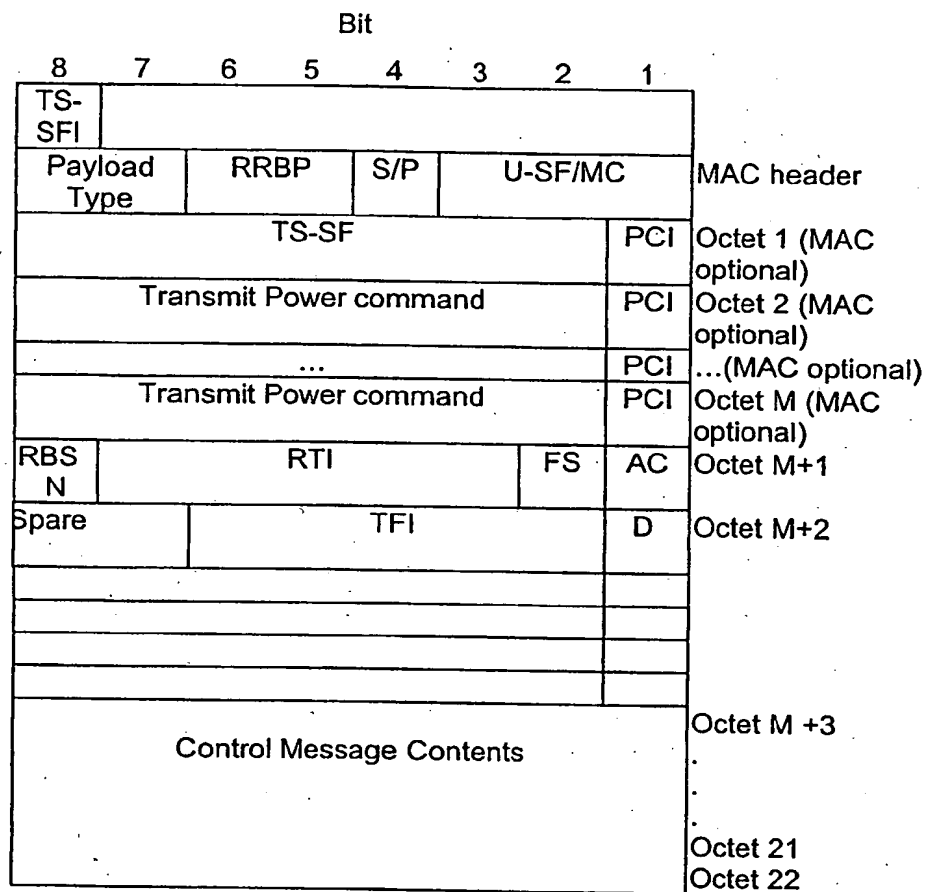 Bit
8 7 6 5 4 3 2 1
TS-
SFI
Payload RRBP S/P U-SF/MC MAC header
Type
TS-SF PCI Octet 1 (MAC
optional)
Transmit Power command PCI Octet 2 (MAC
optional)
... PCI ...(MAC optional)
Transmit Power command PCI Octet M (MAC
optional)
RBS RTI FS AC Octet M+1
N
Spare TFI D Octet M+2
Octet M +3
Control Message Contents
.
.
.
Octet 21
Octet 22